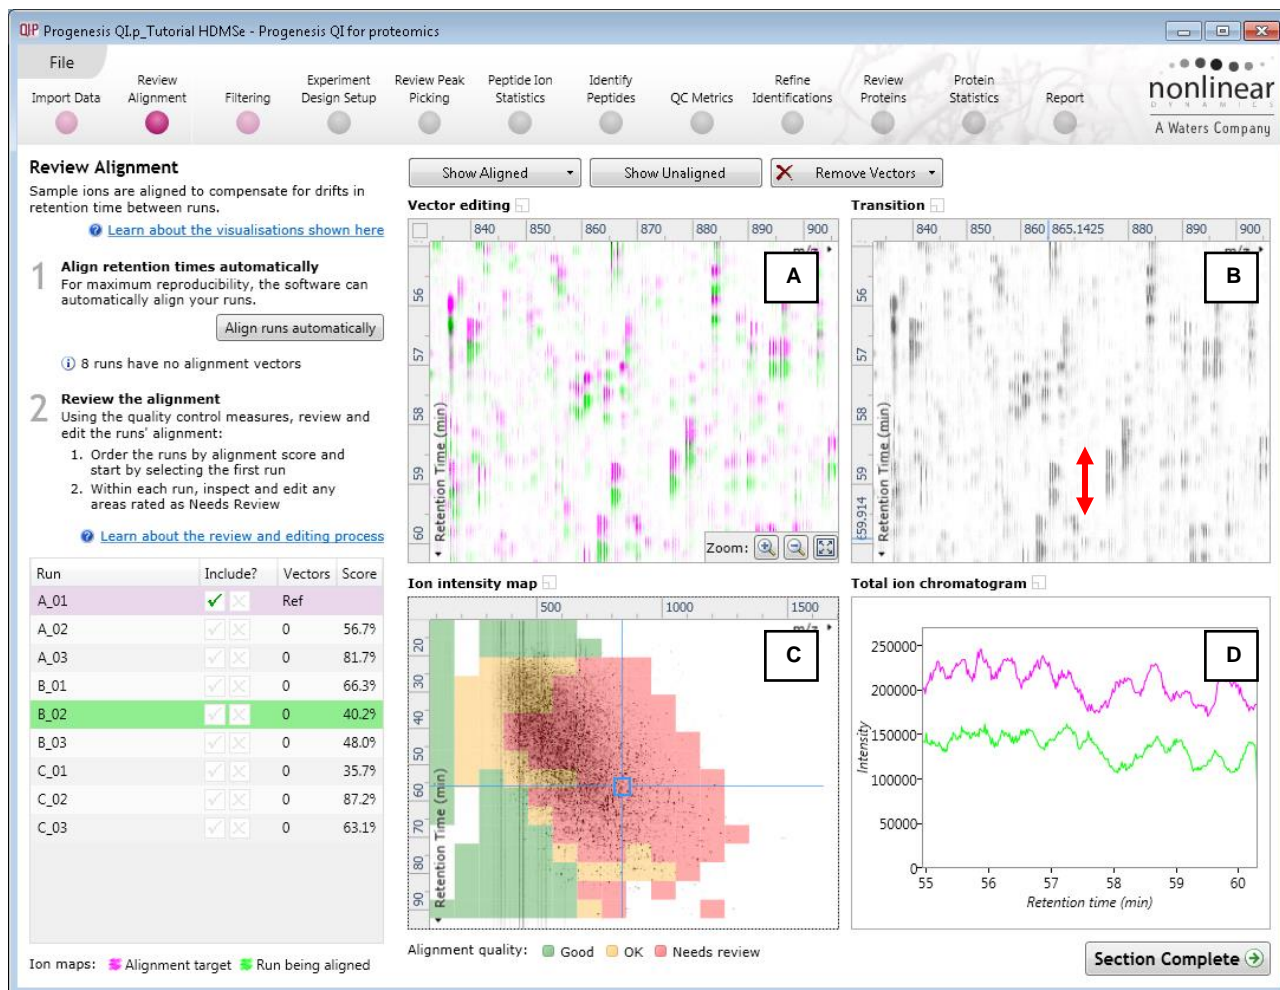 QIP Progenesis QI.p_Tutorial HDMSe - Progenesis QI for proteomics
File
Import Data
Review Alignment
Filtering
Experiment Design Setup
Review Peak Picking
Peptide Ion Statistics
Identify Peptides
QC Metrics
Refine Identifications
Review Proteins
Protein Statistics
Report
nonlinear
DYNAMICS
A Waters Company
Review Alignment
Sample ions are aligned to compensate for drifts in
retention time between runs.
Learn about the visualisations shown here
1 Align retention times automatically
For maximum reproducibility, the software can
automatically align your runs.
Align runs automatically
8 runs have no alignment vectors
2 Review the alignment
Using the quality control measures, review and
edit the runs' alignment:
1. Order the runs by alignment score and
start by selecting the first run
2. Within each run, inspect and edit any
areas rated as Needs Review
Learn about the review and editing process
Run Include? Vectors Score
A_01 Ref
A_02 0 56.7%
A_03 0 81.7%
B_01 0 66.3%
B_02 0 40.2%
B_03 0 48.0%
C_01 0 35.7%
C_02 0 87.2%
C_03 0 63.1%
Ion maps: Alignment target Run being aligned
Show Aligned Show Unaligned Remove Vectors
Vector editing
840 850 860 870 880 890 900
m/z
A
56
57
58
59
60
Retention Time (min)
Zoom:
Transition
840 850 860 865.1425 880 890 900
B
56
57
58
59
59.914
Retention Time (min)
Ion intensity map
500 1000 1500
m/z
C
20
30
40
50
60
70
80
90
Retention Time (min)
Alignment quality: Good OK Needs review
Total ion chromatogram
D
250000
200000
150000
100000
50000
0
Intensity
55 56 57 58 59 60
Retention time (min)
Section Complete